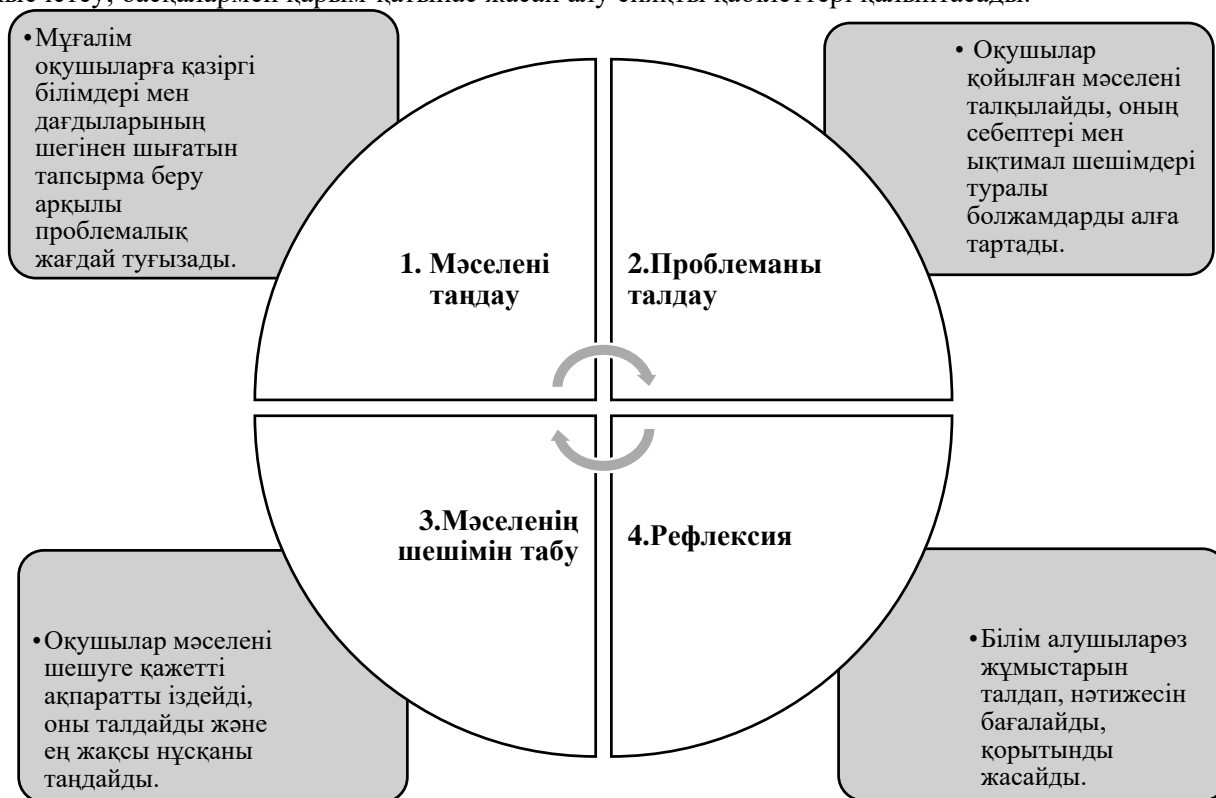 • Мұғалім
оқушыларға қазіргі
білімдері мен
дағдыларының
шегінен шығатын
тапсырма беру
арқылы
проблемалық
жағдай туғызады.
1. Мәселені
таңдау
• Оқушылар
қойылған мәселені
талқылайды, оның
себептері мен
ықтимал шешімдері
туралы
болжамдарды алға
тартады.
2.Проблеманы
талдау
3.Мәселенің
шешімін табу
• Оқушылар мәселені
шешуге қажетті
ақпаратты іздейді,
оны талдайды және
ең жақсы нұсқаны
таңдайды.
4.Рефлексия
• Білім алушыларөз
жұмыстарын
талдап, нәтижесін
бағалайды,
қорытынды
жасайды.